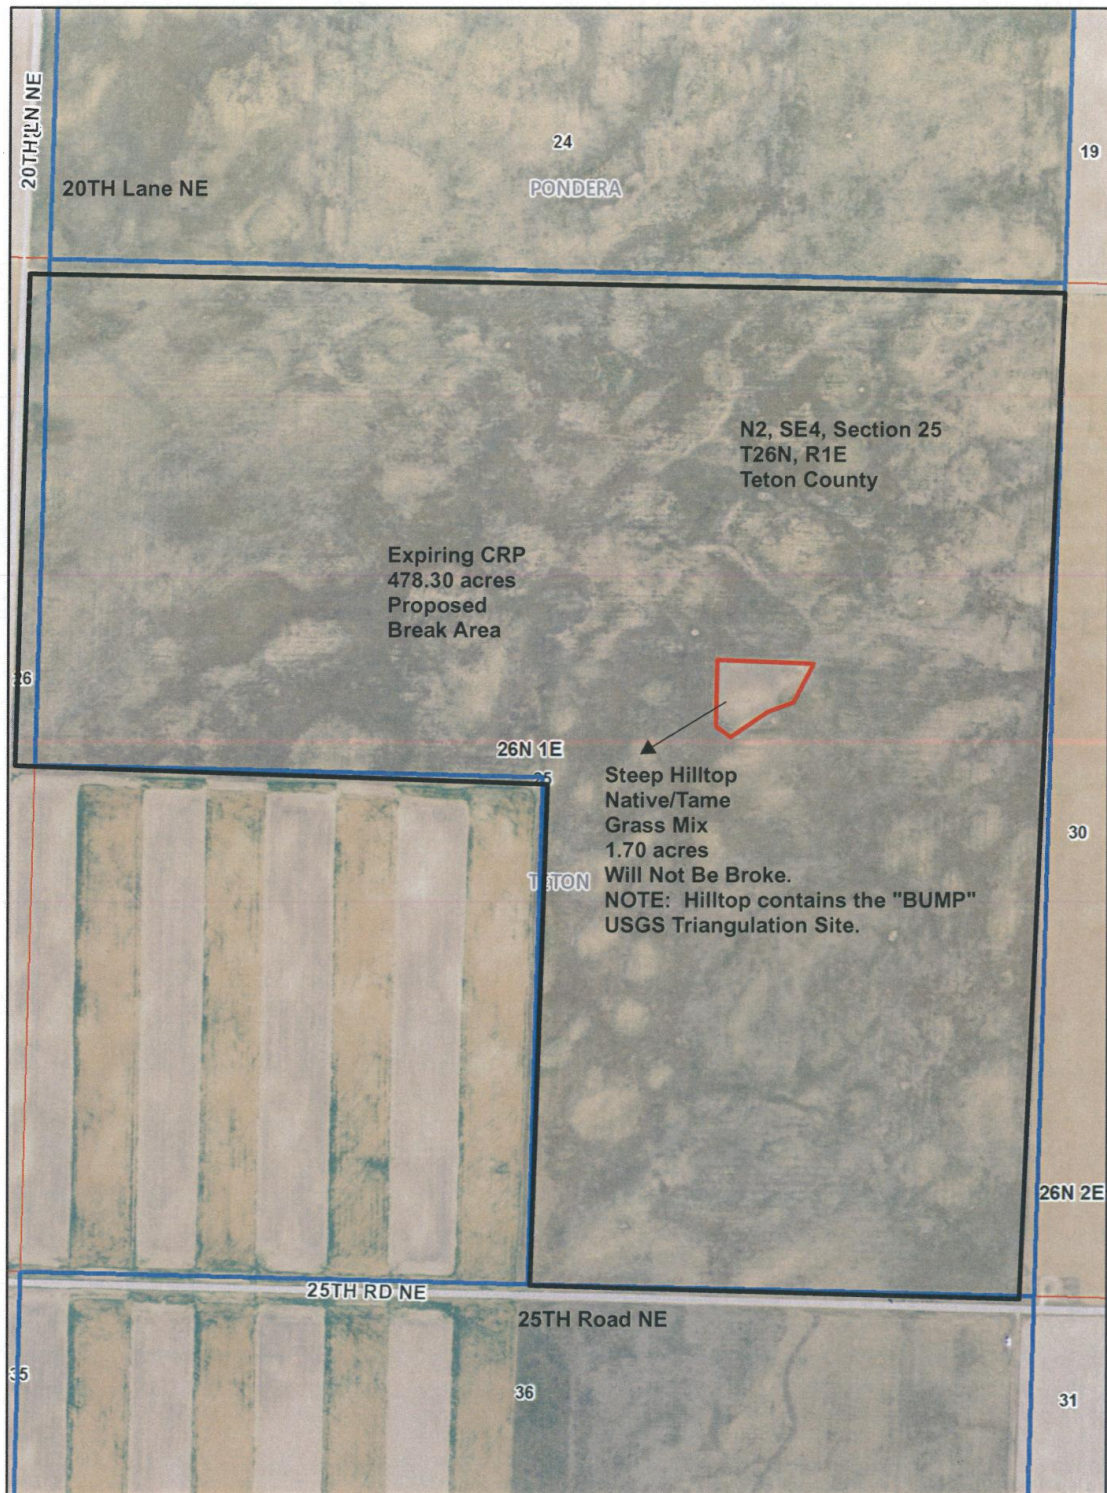 20TH LN NE
24
19
20TH Lane NE
PONDERA
N2, SE4, Section 25
T26N, R1E
Teton County
Expiring CRP
478.30 acres
Proposed
Break Area
26
26N 1E
25
Steep Hilltop
Native/Tame
Grass Mix
1.70 acres
Will Not Be Broke.
NOTE: Hilltop contains the "BUMP"
USGS Triangulation Site.
30
TETON
26N 2E
25TH RD NE
25TH Road NE
35
36
31